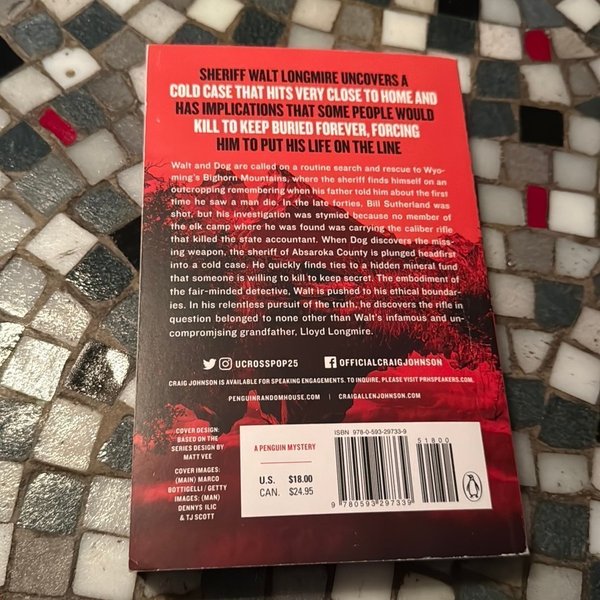 SHERIFF WALT LONGMIRE UNCOVERS A
COLD CASE THAT HITS VERY CLOSE TO HOME AND
HAS IMPLICATIONS THAT SOME PEOPLE WOULD
KILL TO KEEP BURIED FOREVER, FORCING
HIM TO PUT HIS LIFE ON THE LINE
Walt and Dog are called on a routine search and rescue to Wyo-
ming's Bighorn Mountains, where the sheriff finds himself on an
outcropping remembering when his father told him about the first
time he saw a man die. In the late forties, Bill Sutherland was
shot, but his investigation was stymied because no member of
the elk camp where he was found was carrying the caliber rifle
that killed the state accountant. When Dog discovers the miss-
ing weapon, the sheriff of Absaroka County is plunged headfirst
into a cold case. He quickly finds ties to a hidden mineral fund
that someone is willing to kill to keep secret. The embodiment of
the fair-minded detective, Walt is pushed to his ethical boundar-
ies. In his relentless pursuit of the truth, he discovers the rifle in
question belonged to none other than Walt's infamous and un-
compromising grandfather, Lloyd Longmire.
UCROSSPOP25 OFFICIALCRAIGJOHNSON
CRAIG JOHNSON IS AVAILABLE FOR SPEAKING ENGAGEMENTS. TO INQUIRE, PLEASE VISIT PRHSPEAKERS.COM.
PENGUINRANDOMHOUSE.COM | CRAIGALLENJOHNSON.COM
COVER DESIGN:
BASED ON THE
SERIES DESIGN BY
MATT VEE
COVER IMAGES:
(MAIN) MARCO
BOTTIGELLI / GETTY
IMAGES; (MAN)
DENNYS ILIC
& TJ SCOTT
A PENGUIN MYSTERY
U.S. $18.00
CAN. $24.95
ISBN 978-0-593-29733-9
51800
9 780593 297339